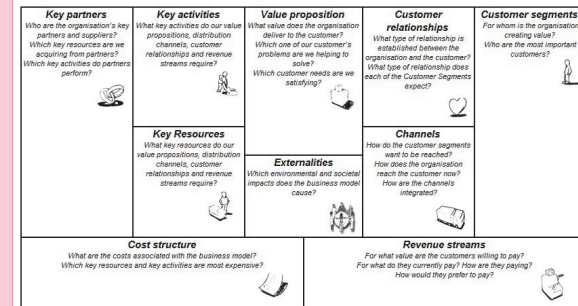 Key partners
Who are the organisation's key
partners and suppliers?
Which key resources are we
acquiring from partners?
Which key activities do partners
perform?
Key activities
What key activities do our value
propositions, distribution
channels, customer
relationships and revenue
streams require?
Key Resources
What key resources do our
value propositions, distribution
channels, customer
relationships and revenue
streams require?
Value proposition
What value does the organisation
deliver to the customer?
Which one of our customer's
problems are we helping to
solve?
Which customer needs are we
satisfying?
Externalities
Which environmental and societal
impacts does the business model
cause?
Customer
relationships
What type of relationship is
established between the
organisation and the customer?
What type of relationship does
each of the Customer Segments
expect?
Channels
How do the customer segments
want to be reached?
How does the organisation
reach the customer now?
How are the channels
integrated?
Customer segments
For whom is the organisation
creating value?
Who are the most important
customers?
Cost structure
What are the costs associated with the business model?
Which key resources and key activities are most expensive?
Revenue streams
For what value are the customers willing to pay?
For what do they currently pay? How are they paying?
How would they prefer to pay?